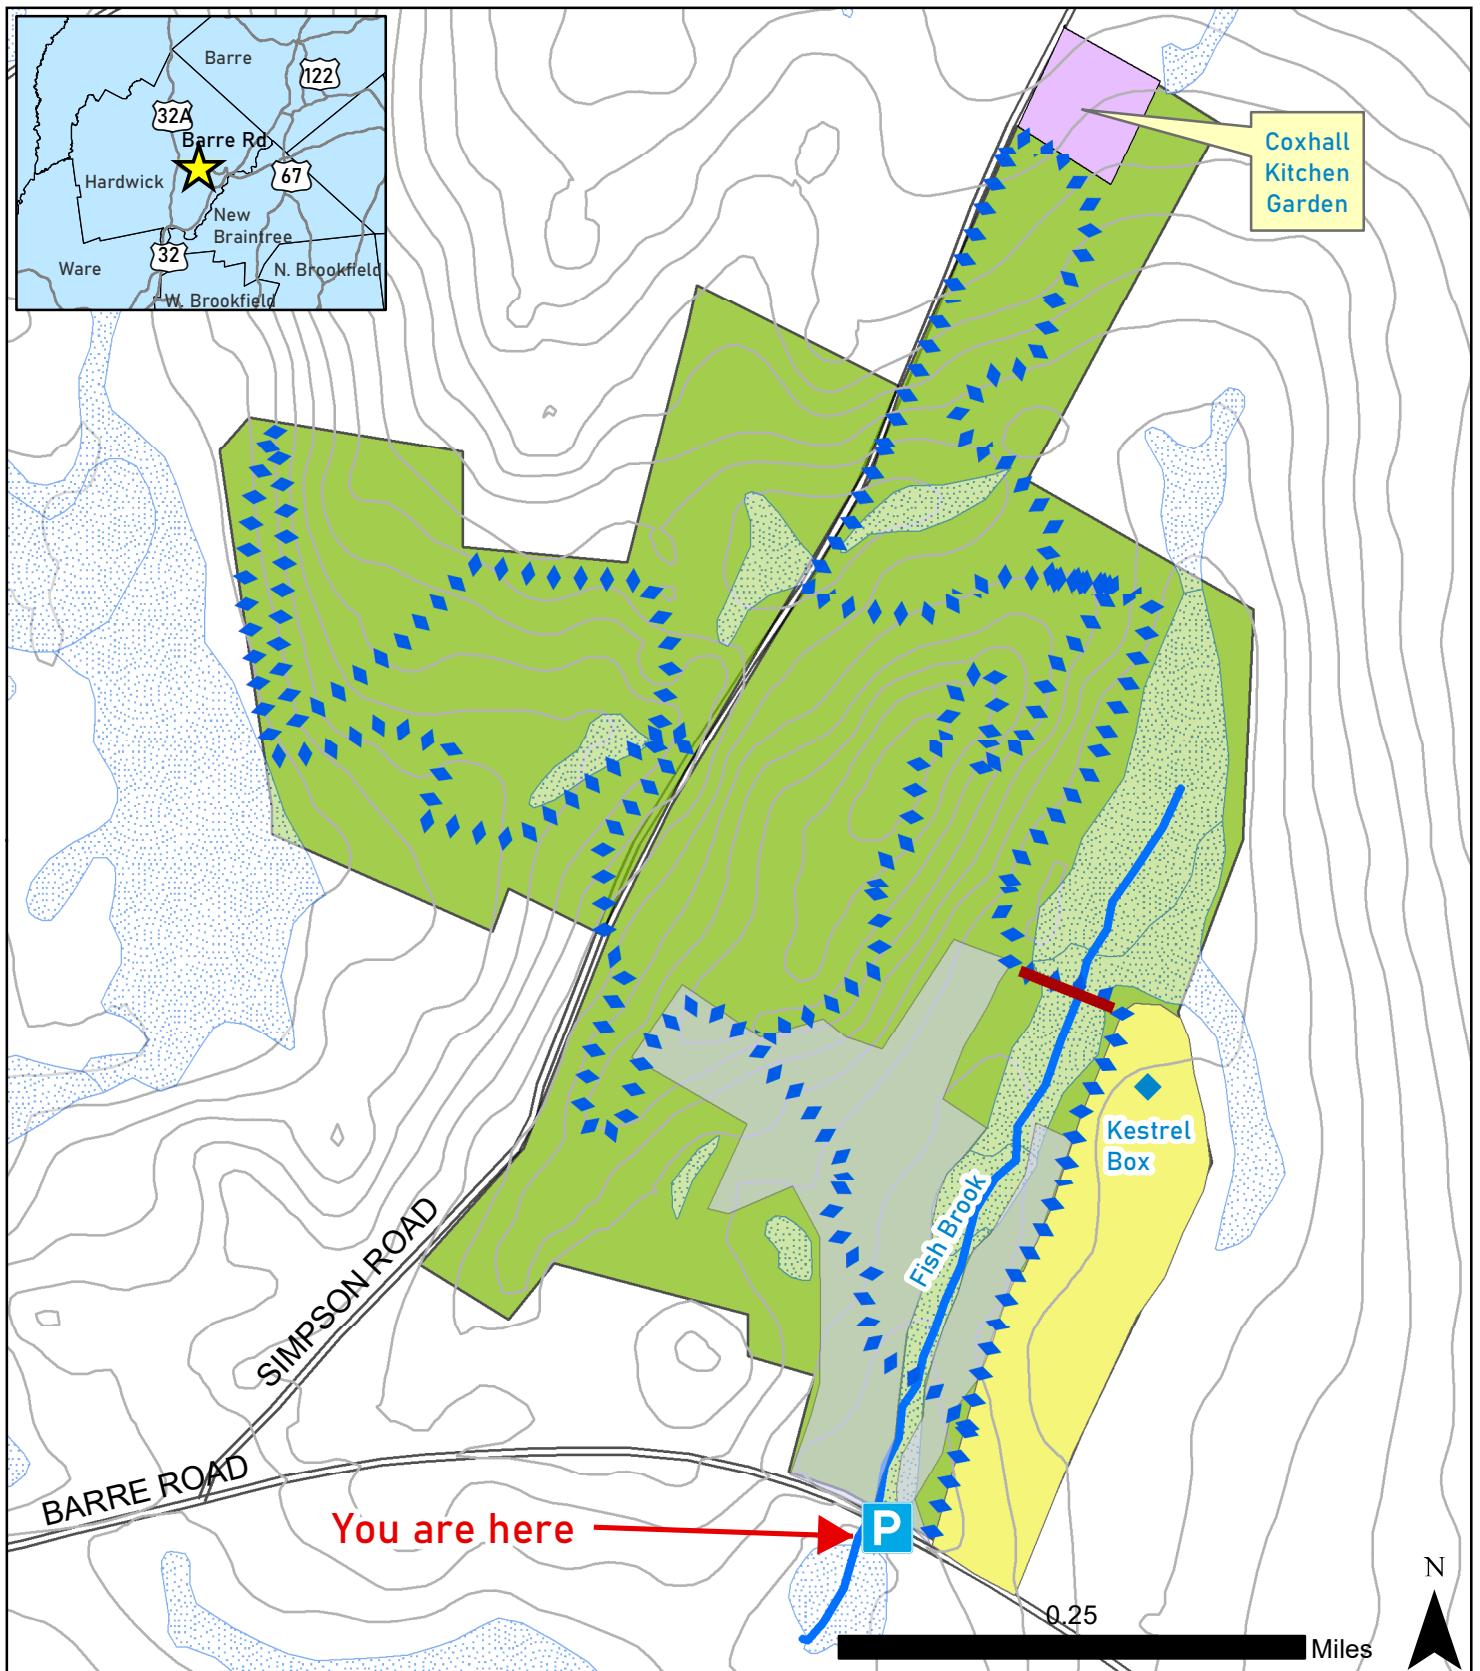 Barre
122
32A
Barre Rd
Hardwick
67
New
Braintree
32
Ware
N. Brookfield
W. Brookfield
Coxhall
Kitchen
Garden
Kestrel
Box
Fish Brook
SIMPSON ROAD
BARRE ROAD
You are here
P
N
0.25
Miles